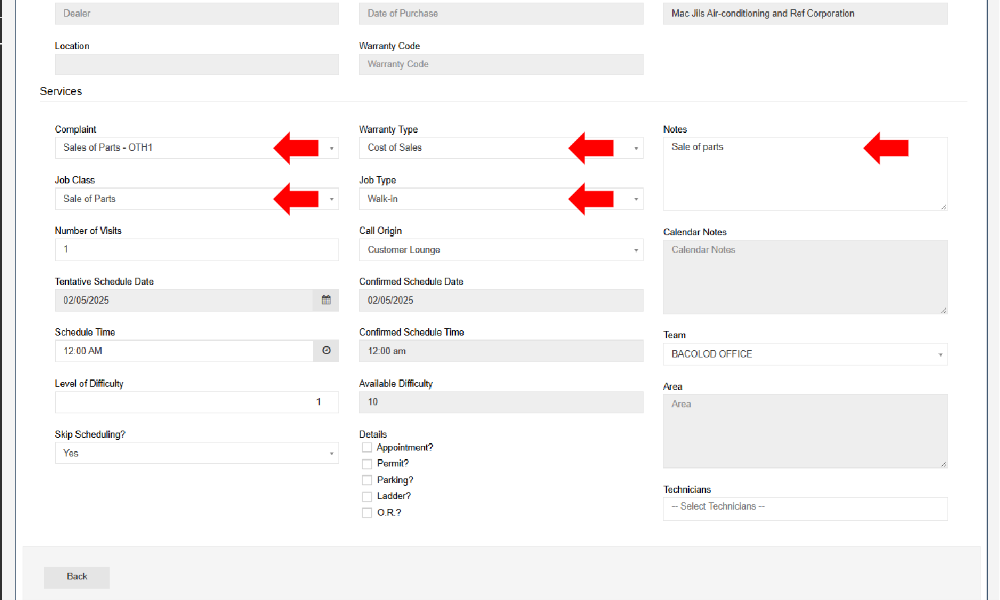 Dealer
Date of Purchase
Mac Jils Air-conditioning and Ref Corporation
Location
Warranty Code
Warranty Code
Services
Complaint
Warranty Type
Notes
Sales of Parts - OTH1
Cost of Sales
Sale of parts
Job Class
Job Type
Sale of Parts
Walk-in
Number of Visits
Call Origin
Calendar Notes
1
Customer Lounge
Calendar Notes
Tentative Schedule Date
Confirmed Schedule Date
02/05/2025
02/05/2025
Schedule Time
Confirmed Schedule Time
Team
12:00 AM
12:00 am
BACOLOD OFFICE
Level of Difficulty
Available Difficulty
Area
1
10
Area
Skip Scheduling?
Details
Yes
Appointment?
Permit?
Parking?
Ladder?
O.R.?
Technicians
-- Select Technicians --
Back